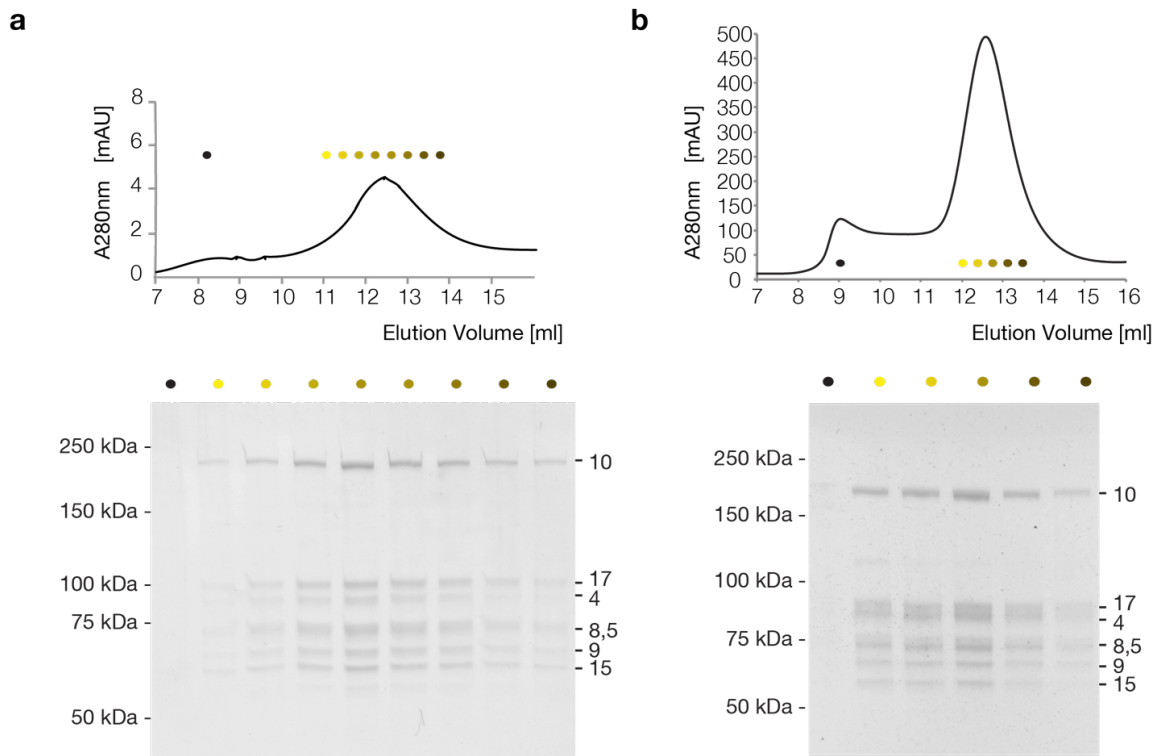 a
8
6
4
2
0
A280nm [mAU]
7 8 9 10 11 12 13 14 15
Elution Volume [ml]
250 kDa -
150 kDa -
100 kDa -
75 kDa -
50 kDa -
- 10
- 17
- 4
- 8,5
- 9
- 15
b
500
450
400
350
300
250
200
150
100
50
0
A280nm [mAU]
7 8 9 10 11 12 13 14 15 16
Elution Volume [ml]
250 kDa -
150 kDa -
100 kDa -
75 kDa -
50 kDa -
- 10
- 17
- 4
- 8,5
- 9
- 15